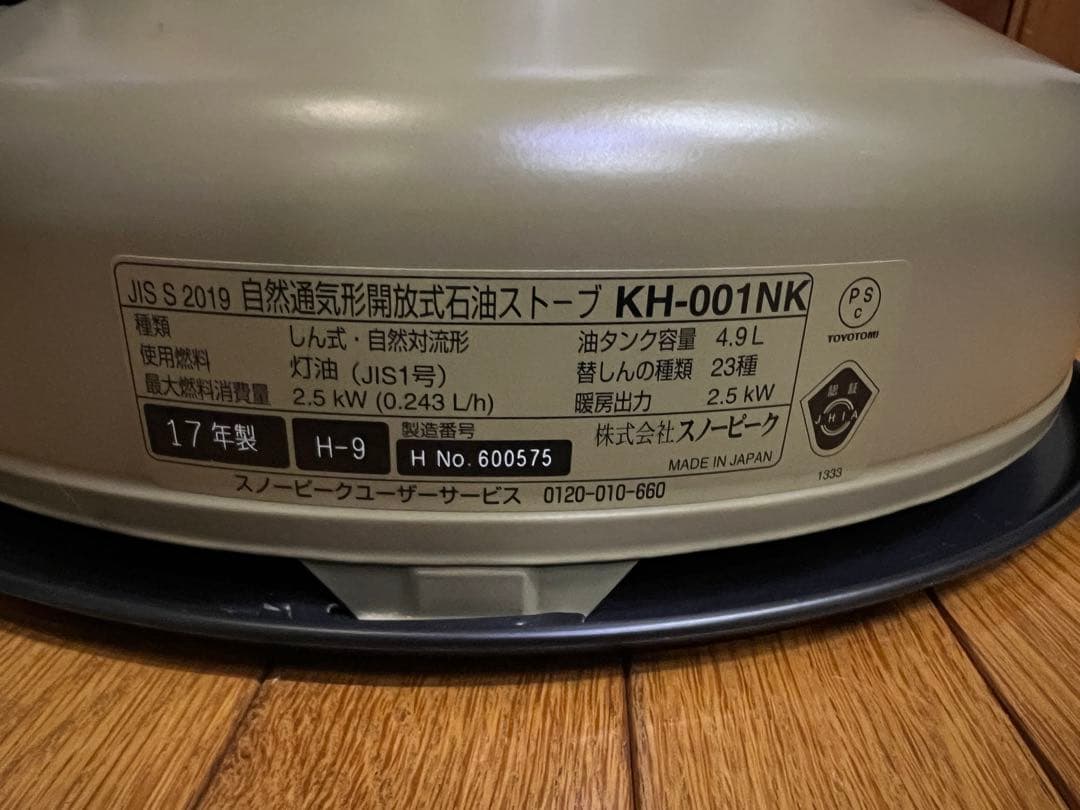 JIS S 2019 自然通気形開放式石油ストーブ KH-001NK
種類 しん式・自然対流形 油タンク容量 4.9L
使用燃料 灯油（JIS1号） 替しんの種類 23種
最大燃料消費量 2.5 kW (0.243 L/h) 暖房出力 2.5 kW
17年製 H-9 製造番号 H No. 600575 株式会社スノーピーク
MADE IN JAPAN
スノーピークユーザーサービス 0120-010-660
PS
C
TOYOTOMI
認証
JHIA
1333